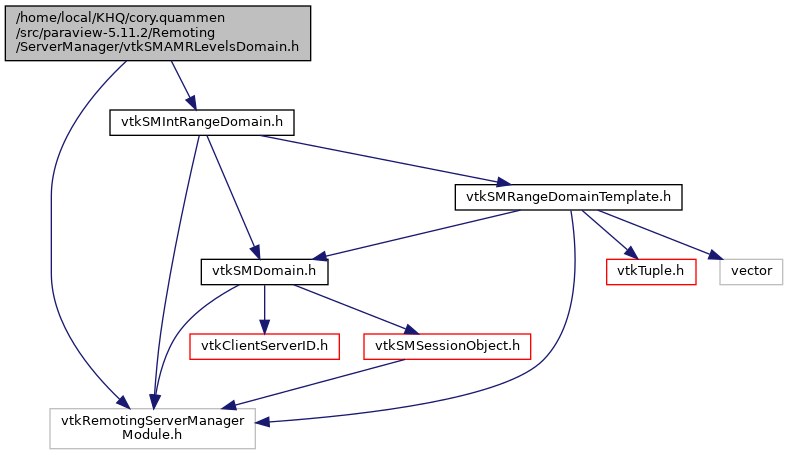 /home/local/KHQ/cory.quammen
/src/paraview-5.11.2/Remoting
/ServerManager/vtkSMAMRLevelsDomain.h
vtkSMIntRangeDomain.h
vtkSMRangeDomainTemplate.h
vtkSMDomain.h
vtkTuple.h
vector
vtkClientServerID.h
vtkSMSessionObject.h
vtkRemotingServerManager
Module.h